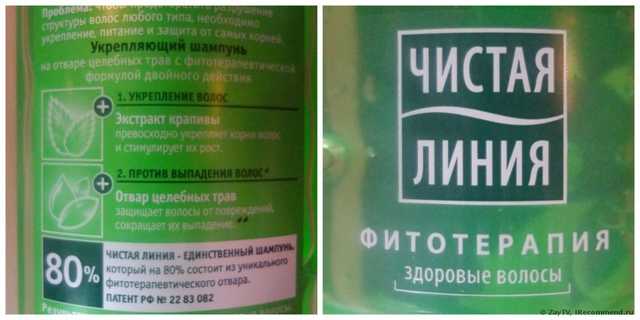 Проблема: чтобы предотвратить разрушение
структуры волос любого типа, необходимо
укрепление, питание и защита от самых корней.
Укрепляющий шампунь
на отваре целебных трав с фитотерапевтической
формулой двойного действия
1. УКРЕПЛЕНИЕ ВОЛОС
Экстракт крапивы
превосходно укрепляет корни волос
и стимулирует их рост.
2. ПРОТИВ ВЫПАДЕНИЯ ВОЛОС*
Отвар целебных трав
защищает волосы от повреждений,
сокращает их выпадение.**
80%
ЧИСТАЯ ЛИНИЯ - ЕДИНСТВЕННЫЙ ШАМПУНЬ,
который на 80% состоит из уникального
фитотерапевтического отвара.
ПАТЕНТ РФ № 22 83 082
ЧИСТАЯ
ЛИНИЯ
ФИТОТЕРАПИЯ
здоровые волосы
© ZayTV, IRecommend.ru